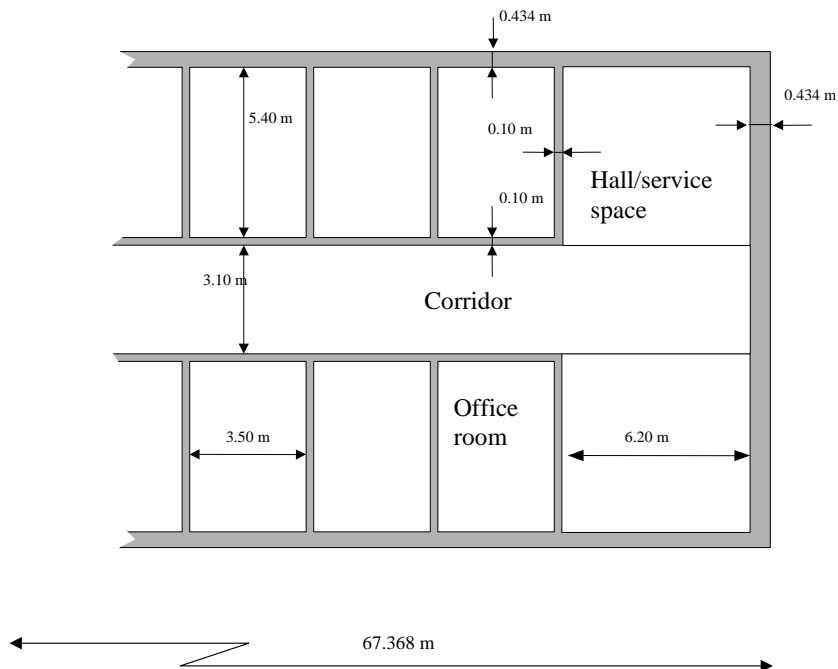 0.434 m
0.434 m
5.40 m
0.10 m
Hall/service
space
0.10 m
3.10 m
Corridor
Office
room
3.50 m
6.20 m
67.368 m